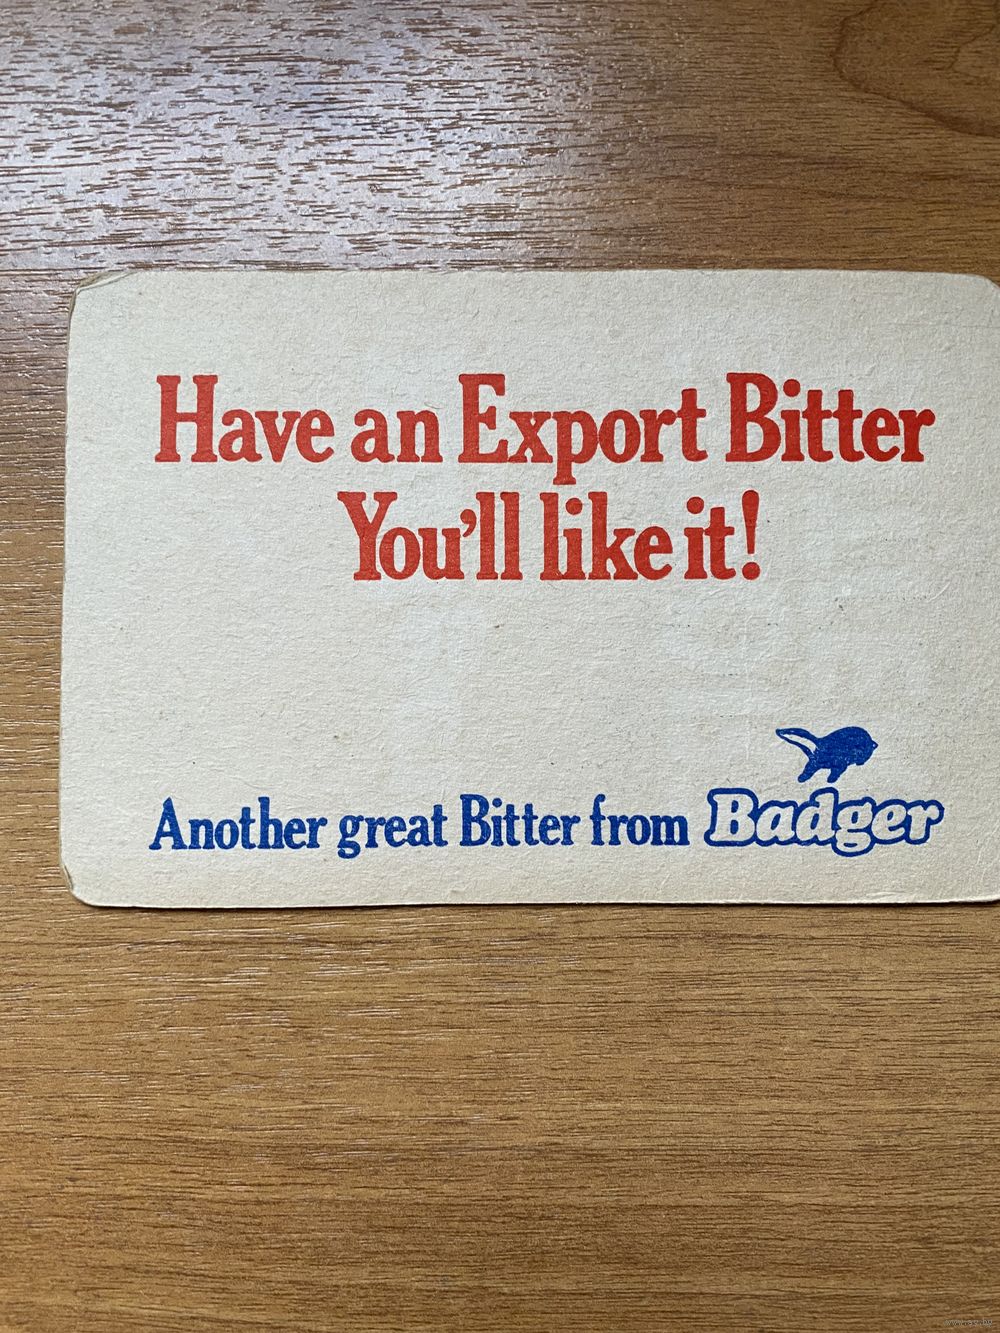 Have an Export Bitter
You'll like it!
Another great Bitter from Badger